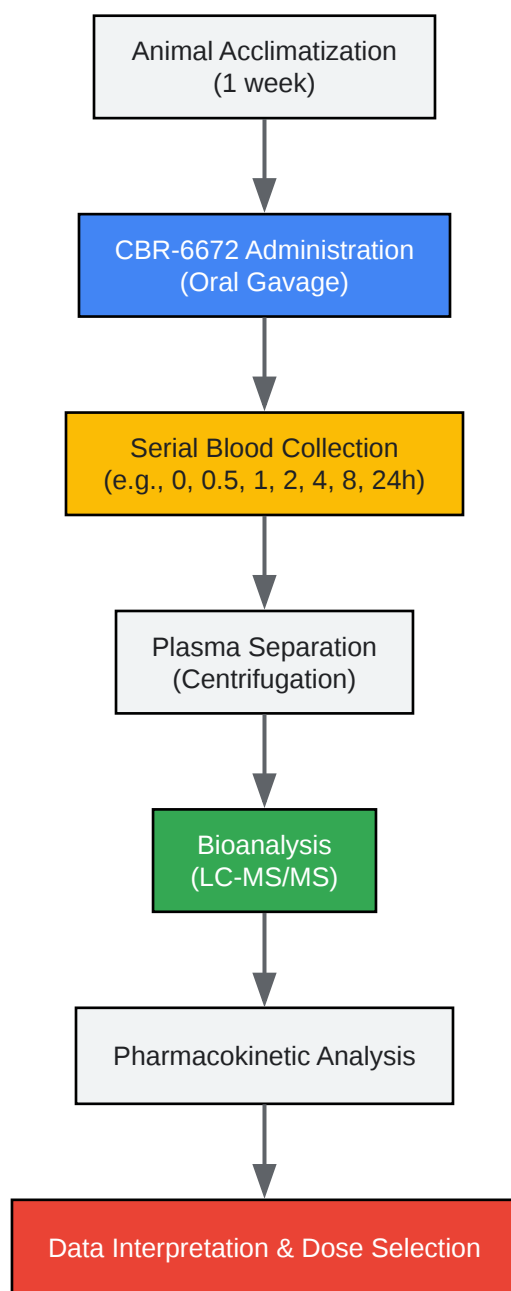 Animal Acclimatization
(1 week)
CBR-6672 Administration
(Oral Gavage)
Serial Blood Collection
(e.g., 0, 0.5, 1, 2, 4, 8, 24h)
Plasma Separation
(Centrifugation)
Bioanalysis
(LC-MS/MS)
Pharmacokinetic Analysis
Data Interpretation & Dose Selection